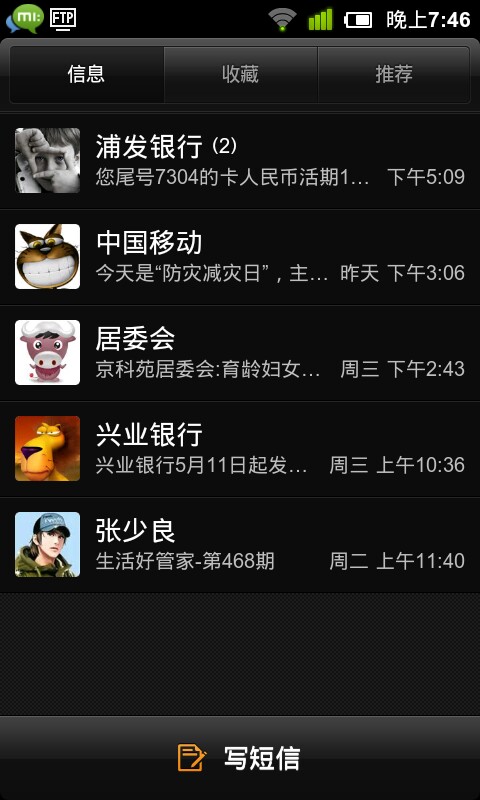 mi: FTP 晚上7:46
信息 收藏 推荐
浦发银行 (2)
您尾号7304的卡人民币活期1... 下午5:09
中国移动
今天是“防灾减灾日”，主... 昨天 下午3:06
居委会
京科苑居委会:育龄妇女... 周三 下午2:43
兴业银行
兴业银行5月11日起发... 周三 上午10:36
张少良
生活好管家-第468期 周二 上午11:40
写短信